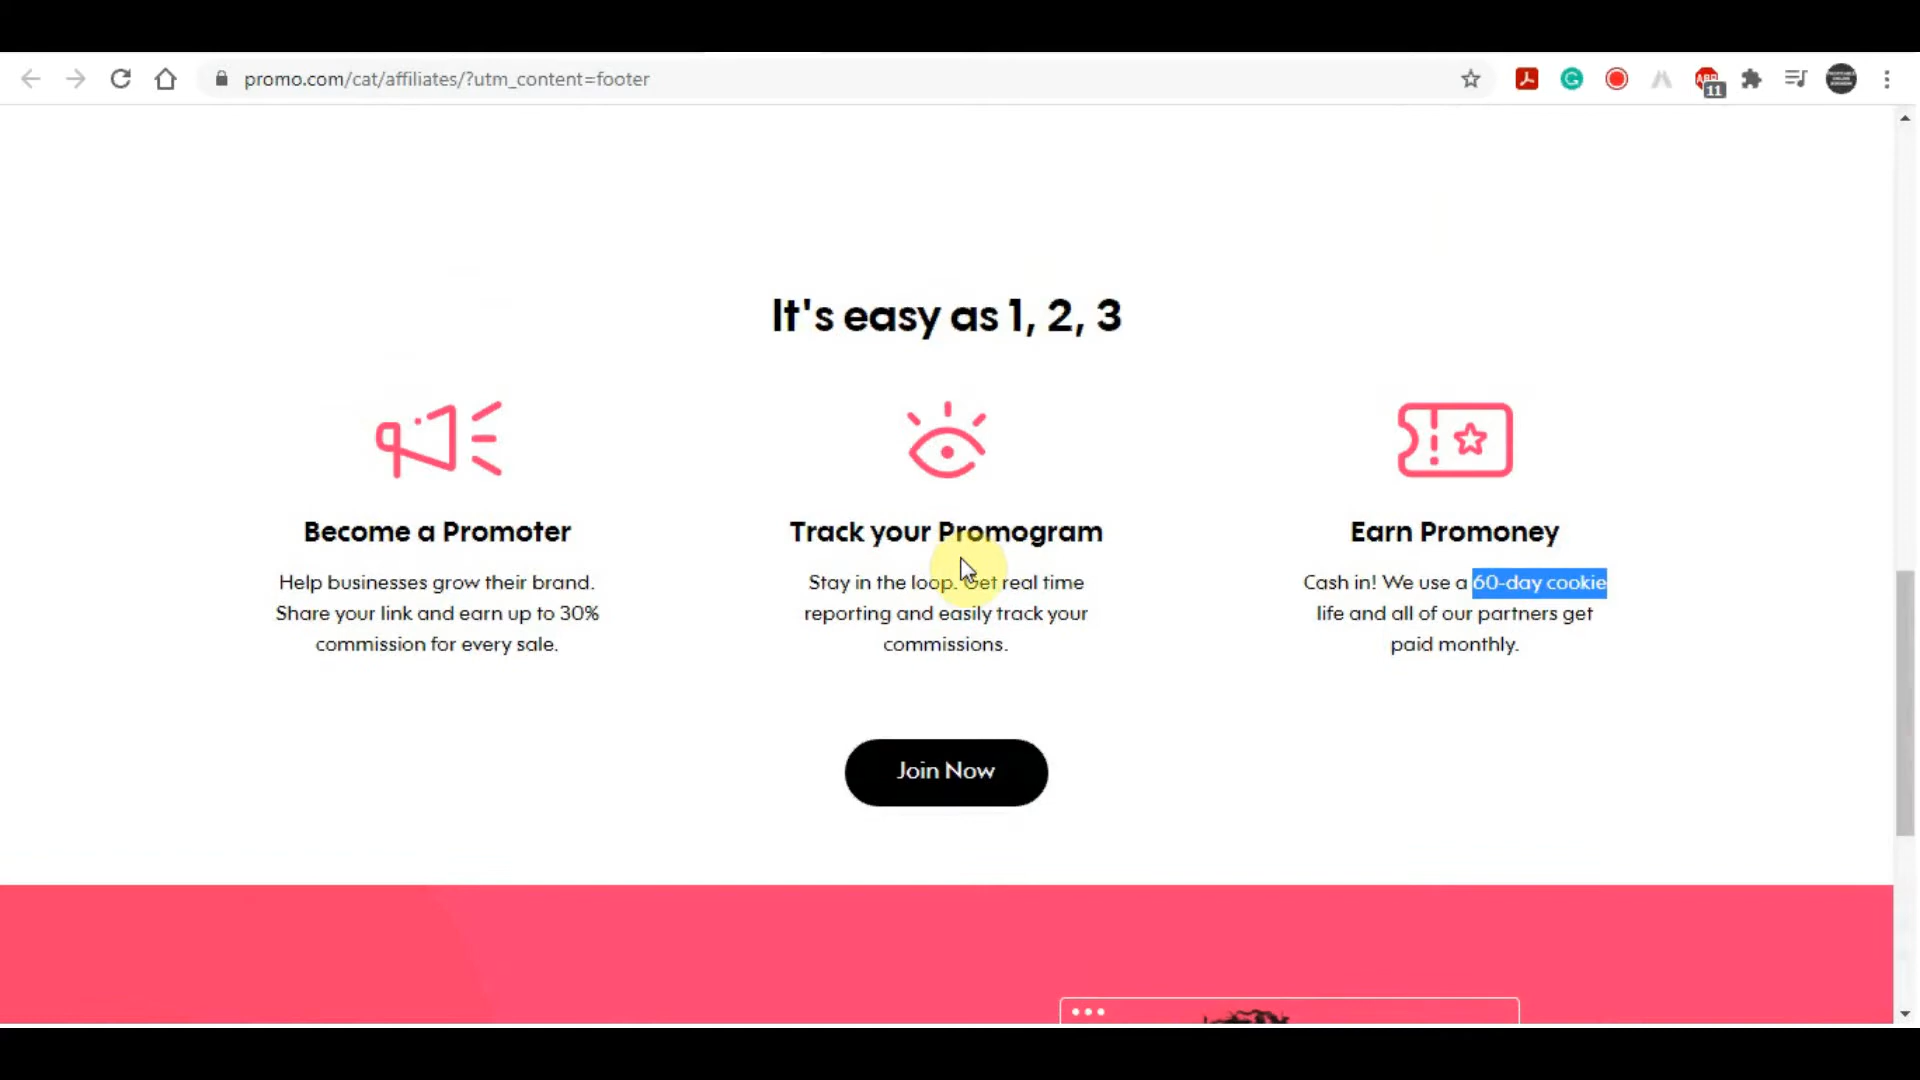 promo.com/cat/affiliates/?utm_content=footer
11
It's easy as 1, 2, 3
Become a Promoter
Help businesses grow their brand.
Share your link and earn up to 30%
commission for every sale.
Track your Promogram
Stay in the loop. Get real time
reporting and easily track your
commissions.
Earn Promoney
Cash in! We use a 60-day cookie
life and all of our partners get
paid monthly.
Join Now